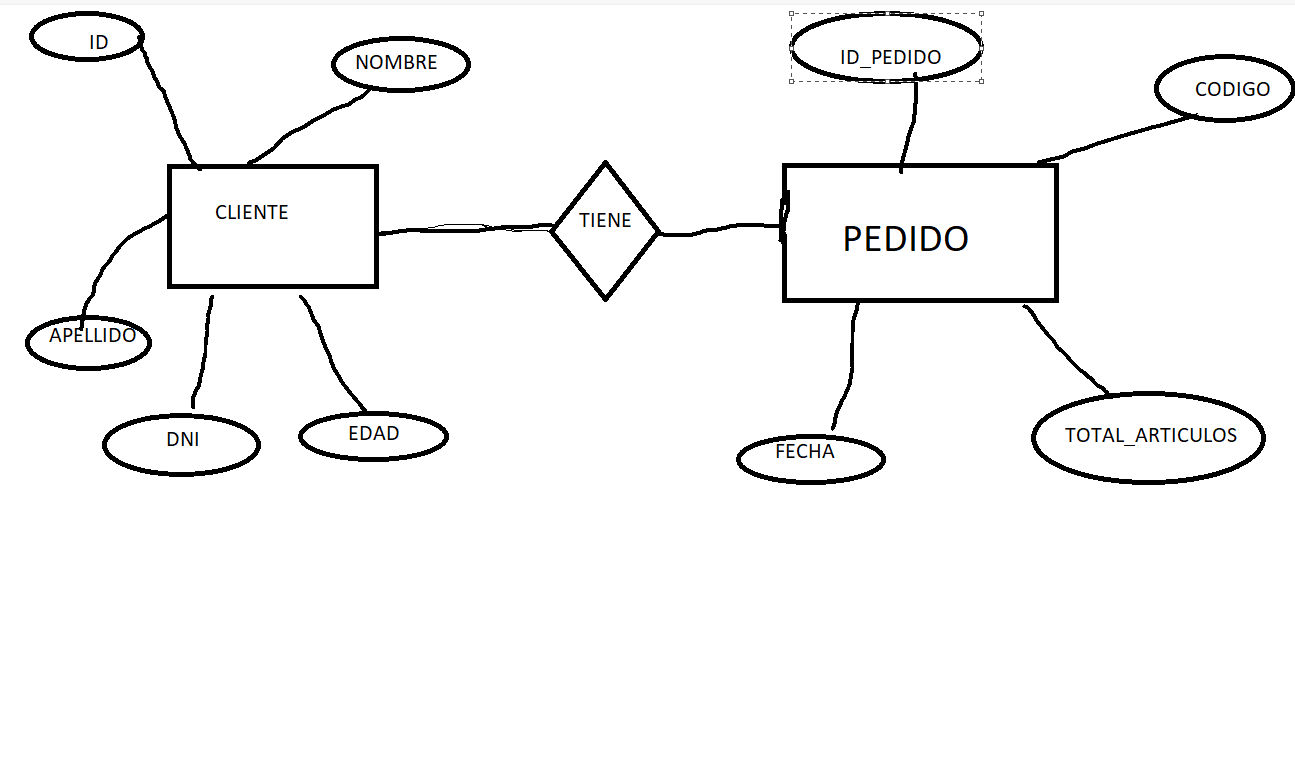 ID
NOMBRE
ID_PEDIDO
CODIGO
CLIENTE
TIENE
PEDIDO
APELLIDO
DNI
EDAD
FECHA
TOTAL_ARTICULOS